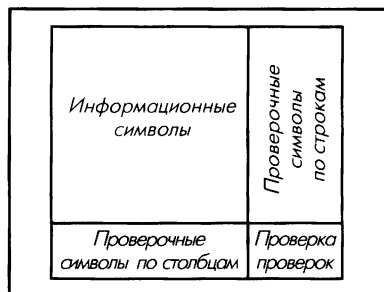 Информационные
символы
Проверочные
символы
по строкам
Проверочные
символы по столбцам
Проверка
проверок